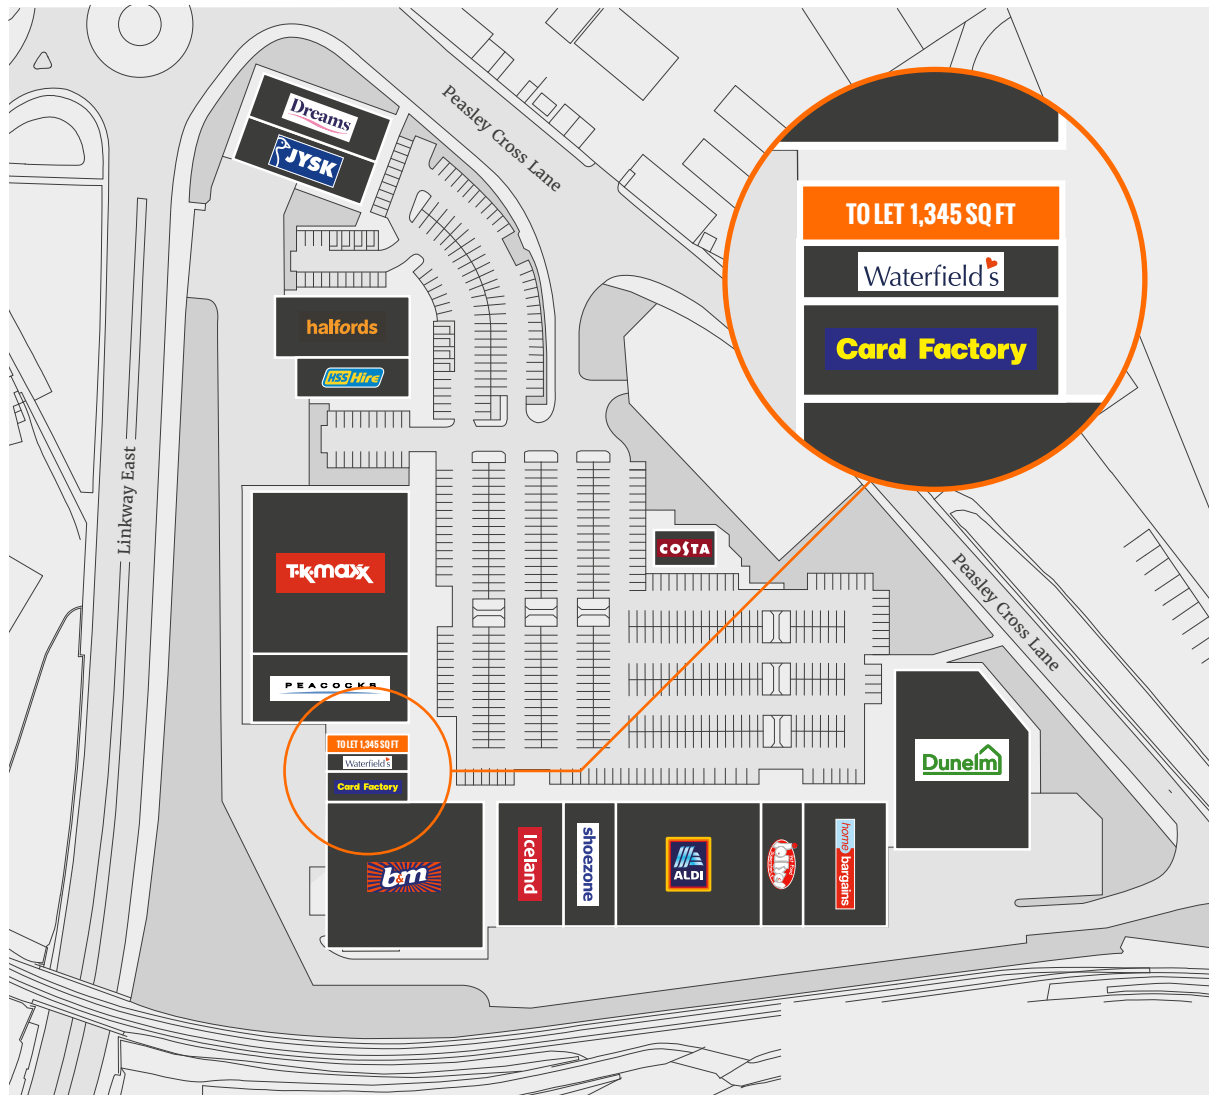 Dreams
JYSK
Peasley Cross Lane
TO LET 1,345 SQ FT
Waterfield's
Card Factory
halfords
HSS Hire
Linkway East
T·K·maxx
COSTA
Peasley Cross Lane
PEACOCKS
TO LET 1,345 SQ FT
Waterfield's
Card Factory
Dunelm
b&m
Iceland
shoezone
ALDI
home bargains